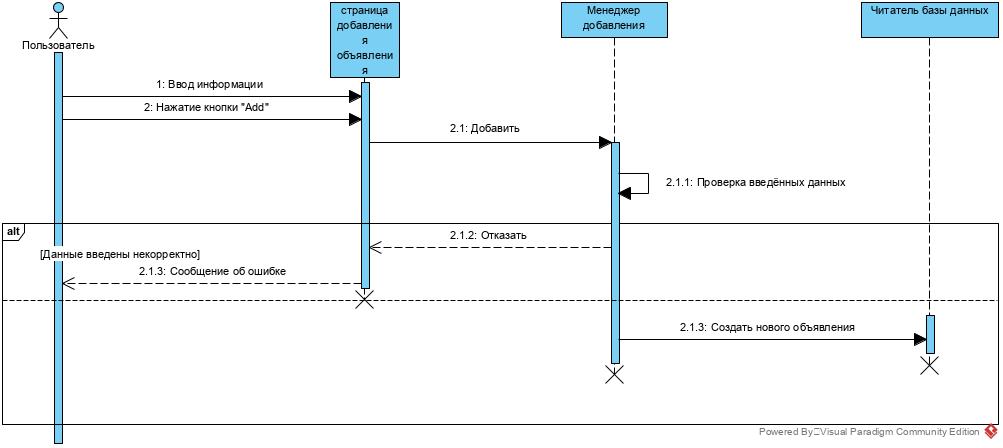 Пользователь
страница
добавлени
я
объявлени
я
Менеджер
добавления
Читатель базы данных
1: Ввод информации
2: Нажатие кнопки "Add"
2.1: Добавить
2.1.1: Проверка введённых данных
alt
2.1.2: Отказать
[Данные введены некорректно]
2.1.3: Сообщение об ошибке
2.1.3: Создать нового объявления
Powered By Visual Paradigm Community Edition